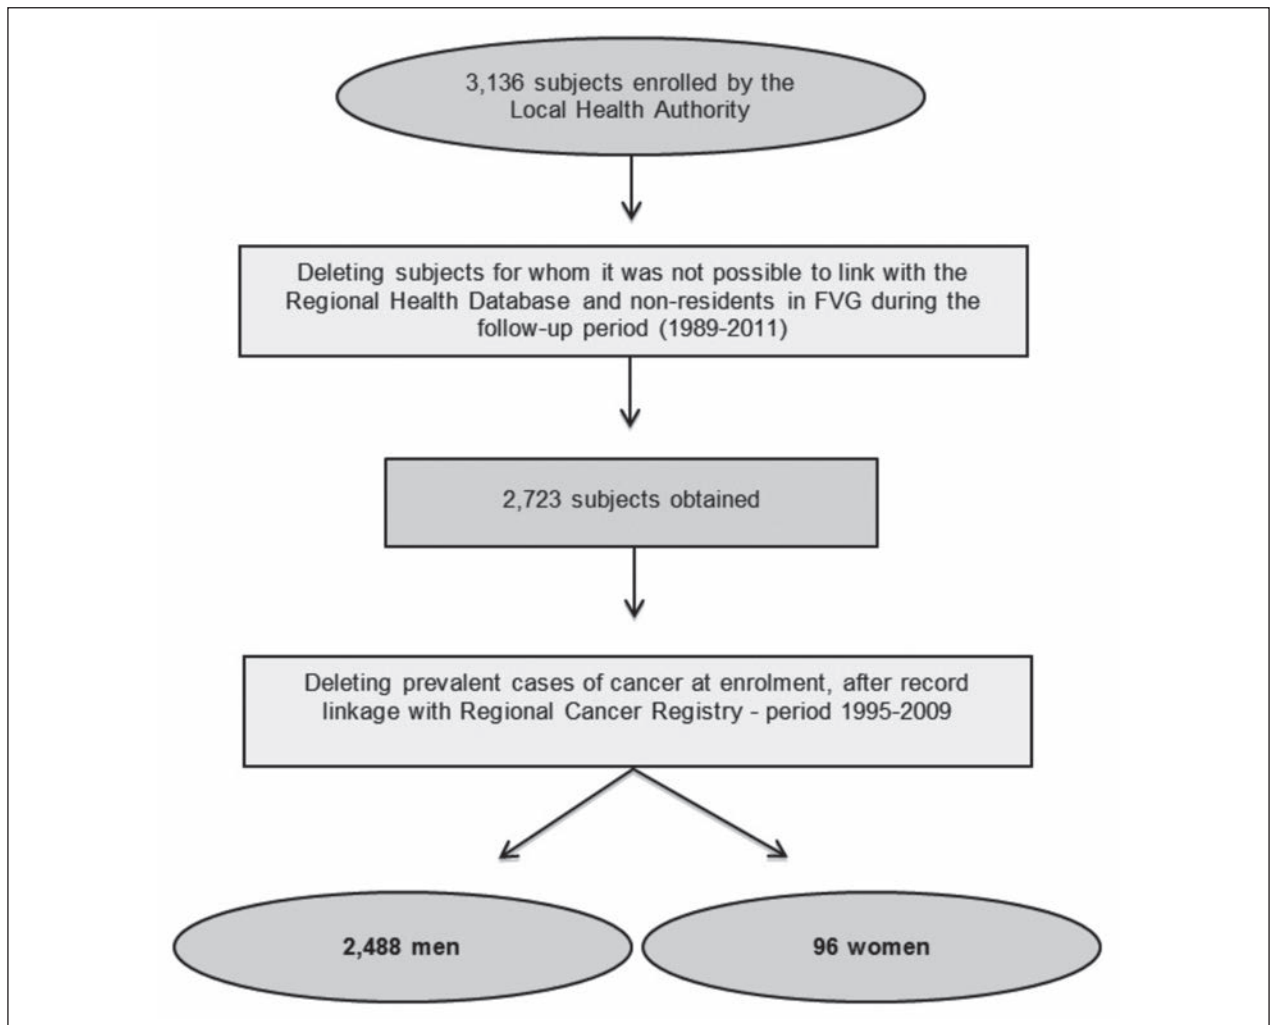 3,136 subjects enrolled by the
Local Health Authority
Deleting subjects for whom it was not possible to link with the
Regional Health Database and non-residents in FVG during the
follow-up period (1989-2011)
2,723 subjects obtained
Deleting prevalent cases of cancer at enrolment, after record
linkage with Regional Cancer Registry - period 1995-2009
2,488 men
96 women